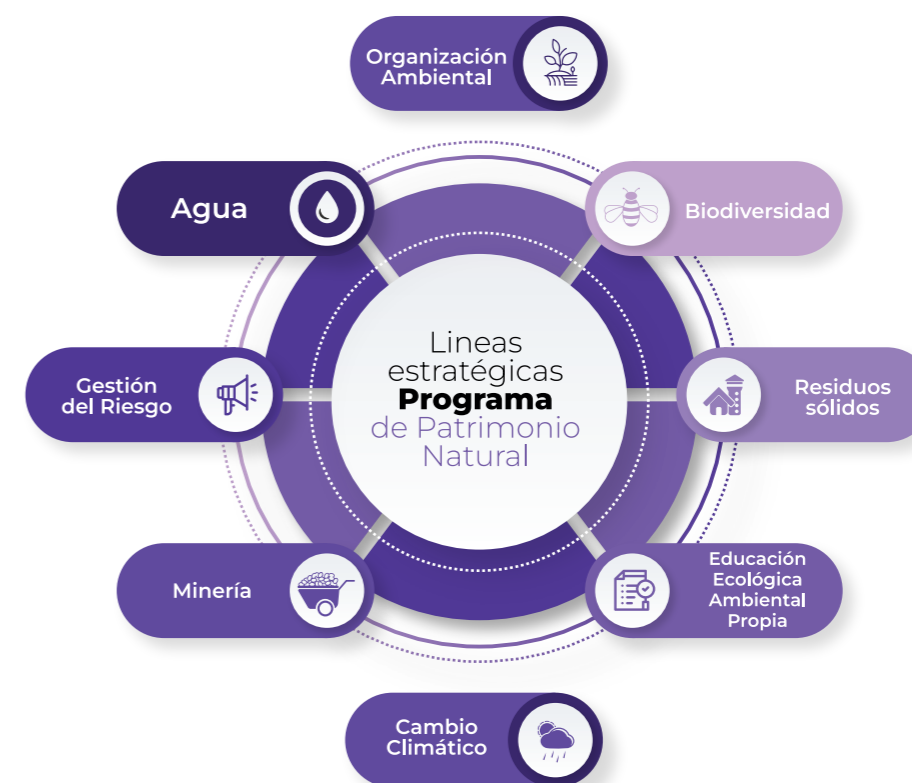 Organización
Ambiental
Agua
Biodiversidad
Lineas
estratégicas
Programa
de Patrimonio
Natural
Gestión
del Riesgo
Residuos
sólidos
Minería
Educación
Ecológica
Ambiental
Propia
Cambio
Climático